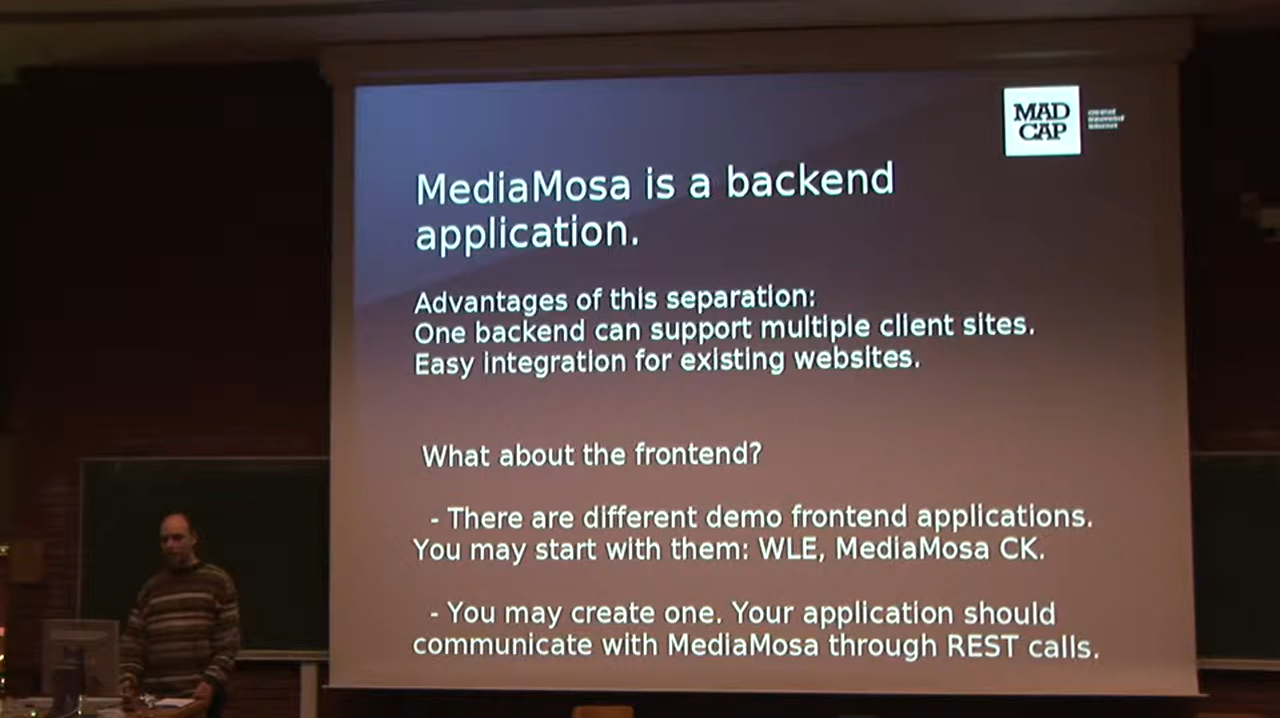 MAD
CAP
MediaMosa is a backend
application.
Advantages of this separation:
One backend can support multiple client sites.
Easy integration for existing websites.
What about the frontend?
- There are different demo frontend applications.
You may start with them: WLE, MediaMosa CK.
- You may create one. Your application should
communicate with MediaMosa through REST calls.